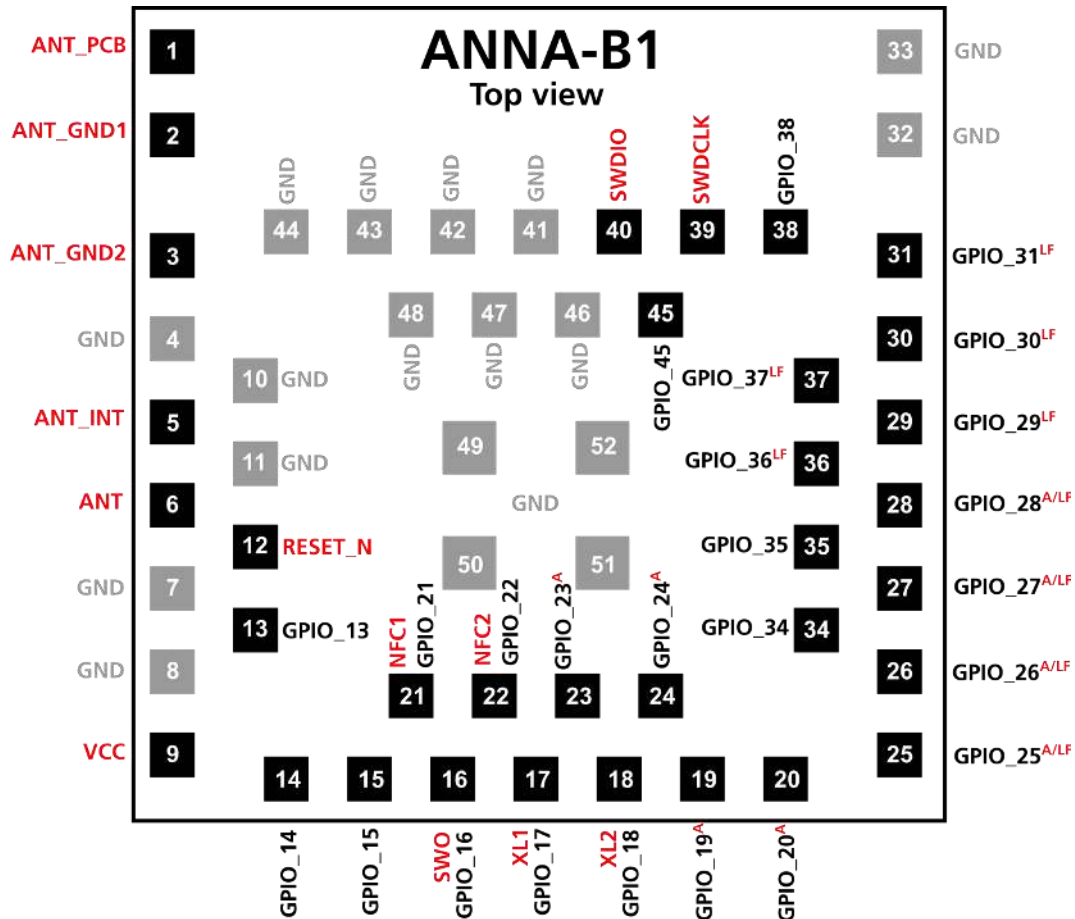 ANNA-B1
Top view
ANT_PCB 1
33 GND
ANT_GND1 2
32 GND
GND 44
GND 43
GND 42
GND 41
SWDIO 40
SWDCLK 39
GPIO_38 38
ANT_GND2 3
31 GPIO_31LF
GND 4
48 GND
47 GND
46 GND
45 GPIO_45
30 GPIO_30LF
10 GND
GPIO_37LF 37
ANT_INT 5
49
52
29 GPIO_29LF
11 GND
GPIO_36LF 36
ANT 6
GND
28 GPIO_28A/LF
12 RESET_N
50
51
GPIO_35 35
GND 7
27 GPIO_27A/LF
13 GPIO_13
NFC1
GPIO_21
21
NFC2
GPIO_22
22
GPIO_23A
23
GPIO_24A
24
GPIO_34 34
GND 8
26 GPIO_26A/LF
VCC 9
25 GPIO_25A/LF
14 GPIO_14
15 GPIO_15
16
SWO
GPIO_16
17
XL1
GPIO_17
18
XL2
GPIO_18
19 GPIO_19A
20 GPIO_20A